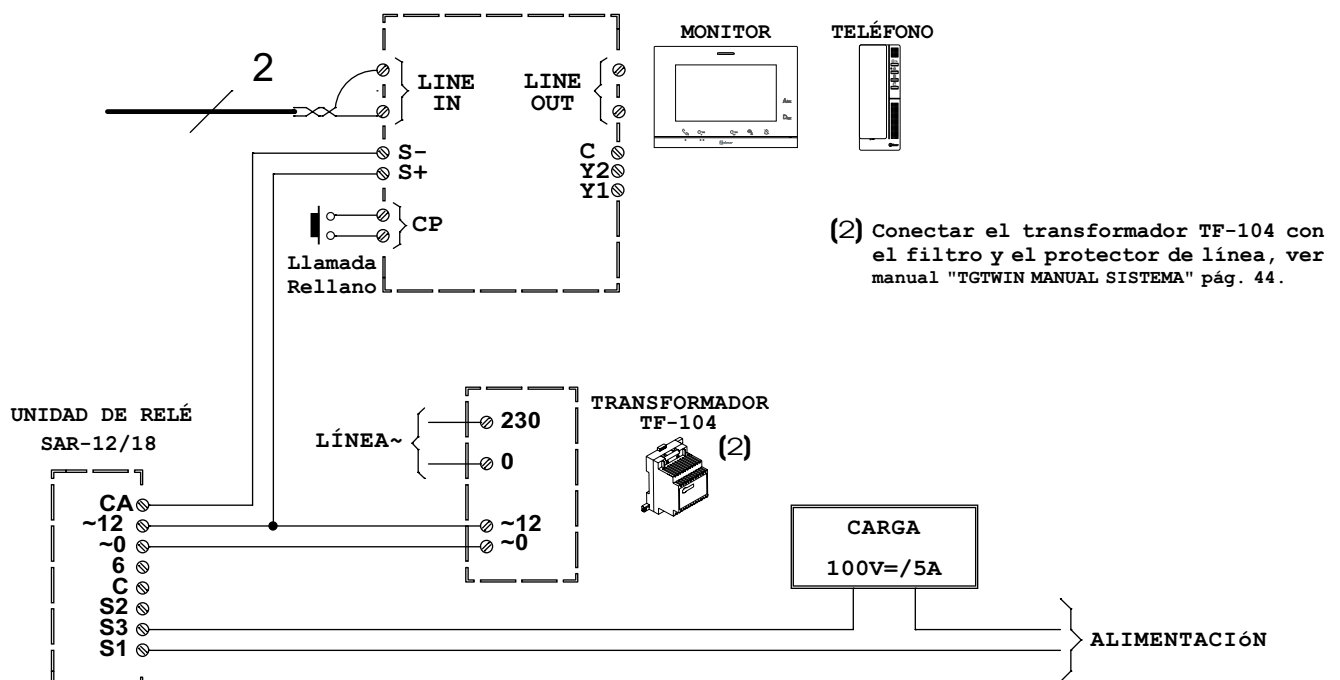 MONITOR
TELÉFONO
2
LINE IN
LINE OUT
S-
S+
CP
C
Y2
Y1
Llamada
Rellano
(2) Conectar el transformador TF-104 con
el filtro y el protector de línea, ver
manual "TGTWIN MANUAL SISTEMA" pág. 44.
UNIDAD DE RELÉ
SAR-12/18
CA
~12
~0
6
C
S2
S3
S1
LÍNEA~
230
0
~12
~0
TRANSFORMADOR
TF-104
(2)
CARGA
100V=/5A
ALIMENTACIóN